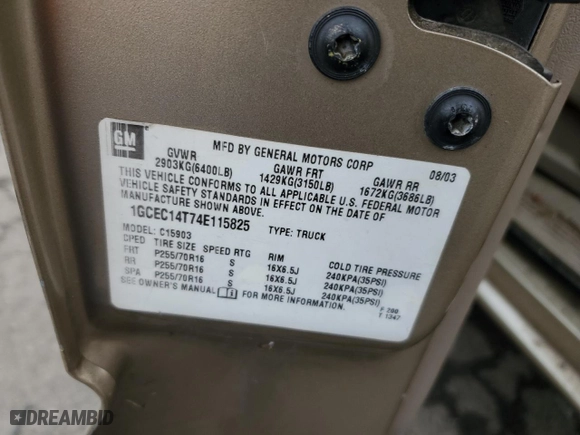 GM
MFD BY GENERAL MOTORS CORP 08/03
GVWR GAWR FRT GAWR RR
2903KG(6400LB) 1429KG(3150LB) 1672KG(3686LB)
THIS VEHICLE CONFORMS TO ALL APPLICABLE U.S. FEDERAL MOTOR
VEHICLE SAFETY STANDARDS IN EFFECT ON THE DATE OF
MANUFACTURE SHOWN ABOVE.
1GCEC14T74E115825 TYPE: TRUCK
MODEL: C15903
CPED TIRE SIZE SPEED RTG RIM COLD TIRE PRESSURE
FRT P255/70R16 S 16X6.5J 240KPA(35PSI)
RR P255/70R16 S 16X6.5J 240KPA(35PSI)
SPA P255/70R16 S 16X6.5J 240KPA(35PSI)
SEE OWNER'S MANUAL i FOR MORE INFORMATION.
T 1347
DREAMBID